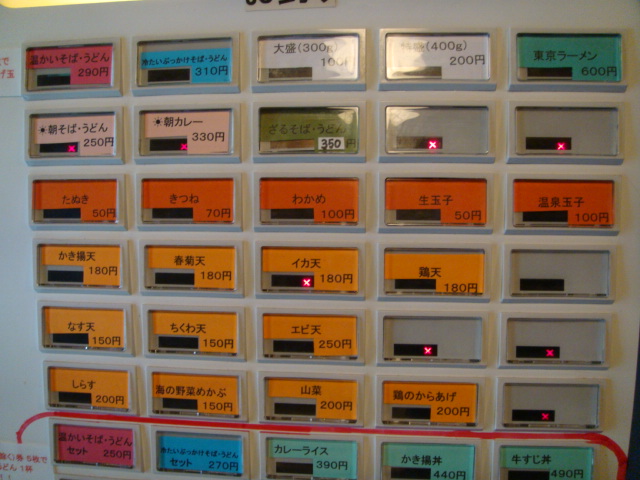 温かいそば・うどん
290円
冷たいぶっかけそば・うどん
310円
大盛(300g)
100円
(400g)
200円
東京ラーメン
600円
☀朝そば・うどん
250円
☀朝カレー
330円
ざるそば・うどん
350円
たぬき
50円
きつね
70円
わかめ
100円
生玉子
50円
温泉玉子
100円
かき揚天
180円
春菊天
180円
イカ天
180円
鶏天
180円
なす天
150円
ちくわ天
150円
エビ天
250円
しらす
200円
海の野菜めかぶ
150円
山菜
200円
鶏のからあげ
200円
温かいそば・うどん
セット 250円
冷たいぶっかけそば・うどん
セット 270円
カレーライス
390円
かき揚丼
440円
牛すじ丼
490円